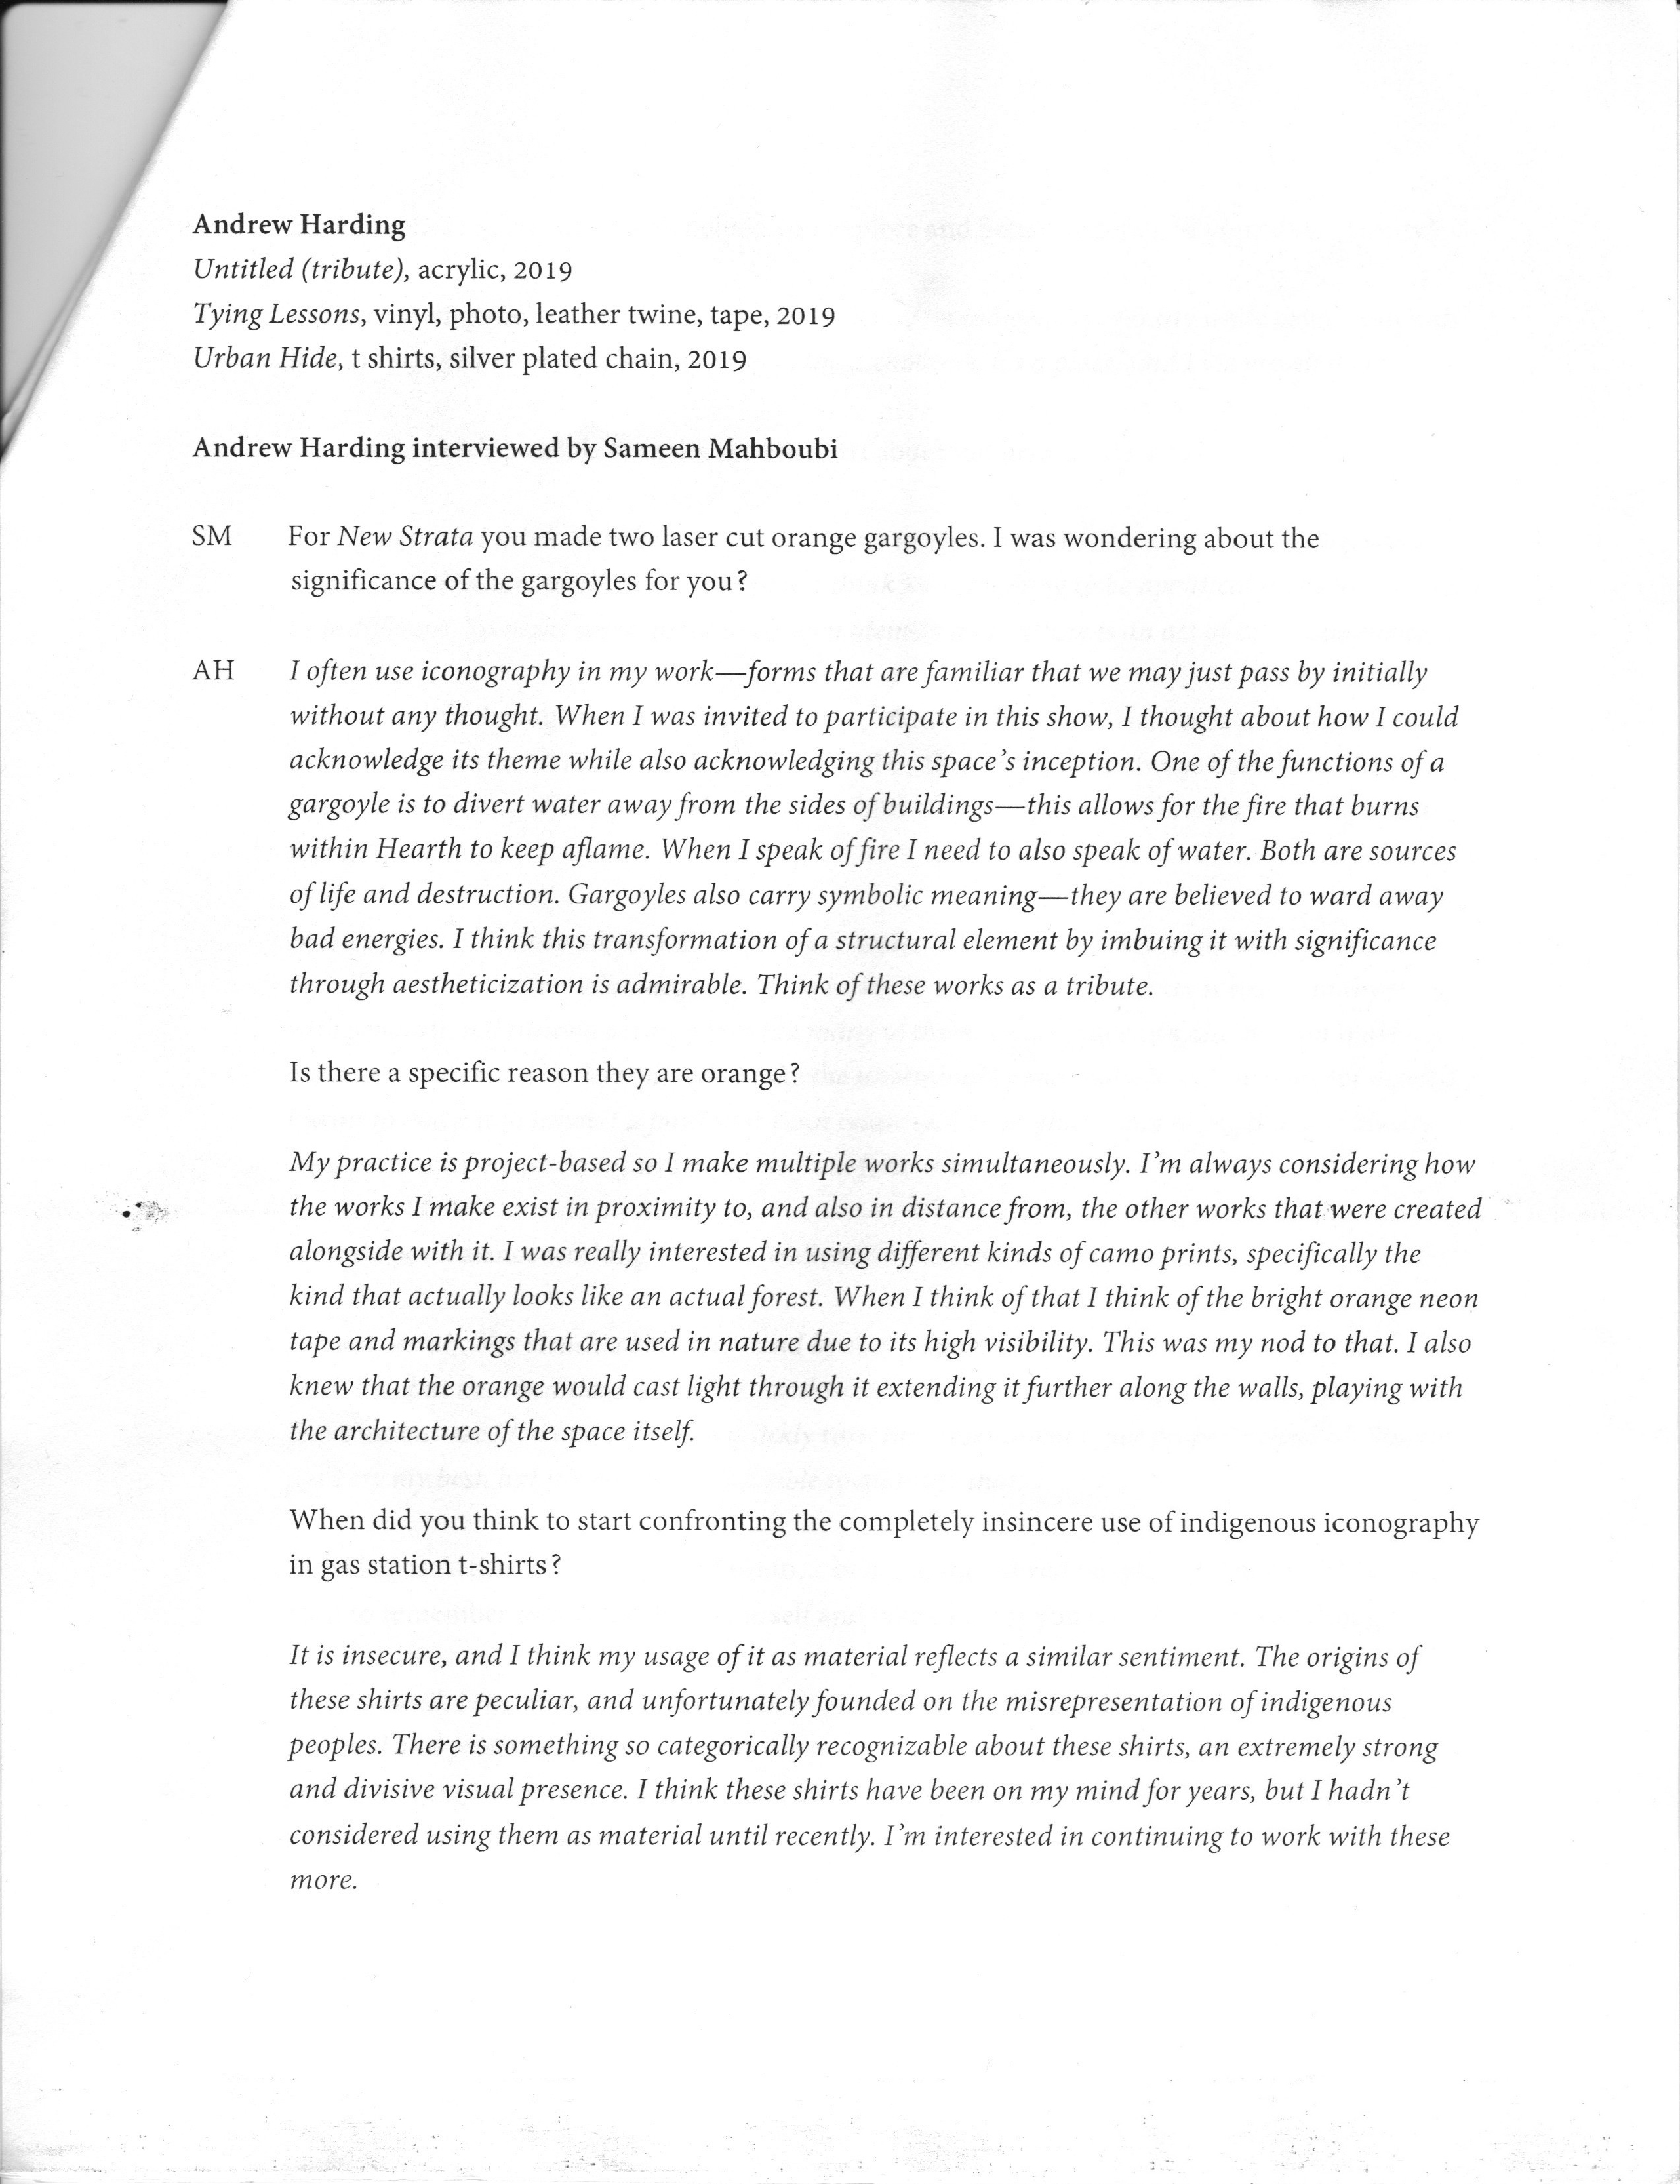 Andrew Harding
Untitled (tribute), acrylic, 2019
Tying Lessons, vinyl, photo, leather twine, tape, 2019
Urban Hide, t shirts, silver plated chain, 2019
Andrew Harding interviewed by Sameen Mahboubi
SM For New Strata you made two laser cut orange gargoyles. I was wondering about the
significance of the gargoyles for you?
AH I often use iconography in my work—forms that are familiar that we may just pass by initially
without any thought. When I was invited to participate in this show, I thought about how I could
acknowledge its theme while also acknowledging this space's inception. One of the functions of a
gargoyle is to divert water away from the sides of buildings—this allows for the fire that burns
within Hearth to keep aflame. When I speak of fire I need to also speak of water. Both are sources
of life and destruction. Gargoyles also carry symbolic meaning—they are believed to ward away
bad energies. I think this transformation of a structural element by imbuing it with significance
through aestheticization is admirable. Think of these works as a tribute.
Is there a specific reason they are orange?
My practice is project-based so I make multiple works simultaneously. I'm always considering how
the works I make exist in proximity to, and also in distance from, the other works that were created
alongside with it. I was really interested in using different kinds of camo prints, specifically the
kind that actually looks like an actual forest. When I think of that I think of the bright orange neon
tape and markings that are used in nature due to its high visibility. This was my nod to that. I also
knew that the orange would cast light through it extending it further along the walls, playing with
the architecture of the space itself.
When did you think to start confronting the completely insincere use of indigenous iconography
in gas station t-shirts?
It is insecure, and I think my usage of it as material reflects a similar sentiment. The origins of
these shirts are peculiar, and unfortunately founded on the misrepresentation of indigenous
peoples. There is something so categorically recognizable about these shirts, an extremely strong
and divisive visual presence. I think these shirts have been on my mind for years, but I hadn't
considered using them as material until recently. I'm interested in continuing to work with these
more.